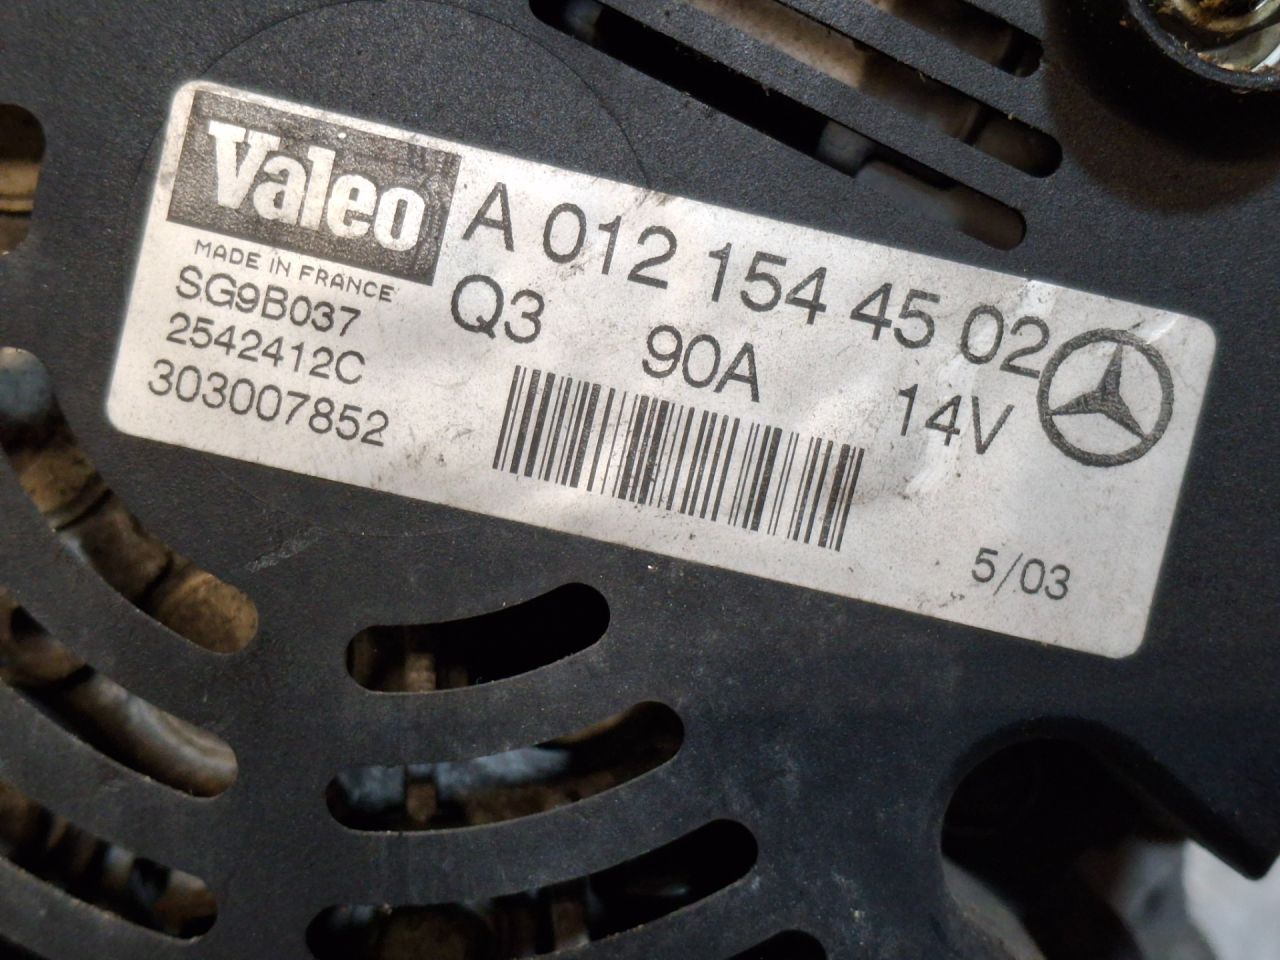 Valeo
MADE IN FRANCE
SG9B037
2542412C
303007852
A 012 154 45 02
Q3 90A 14V
5/03